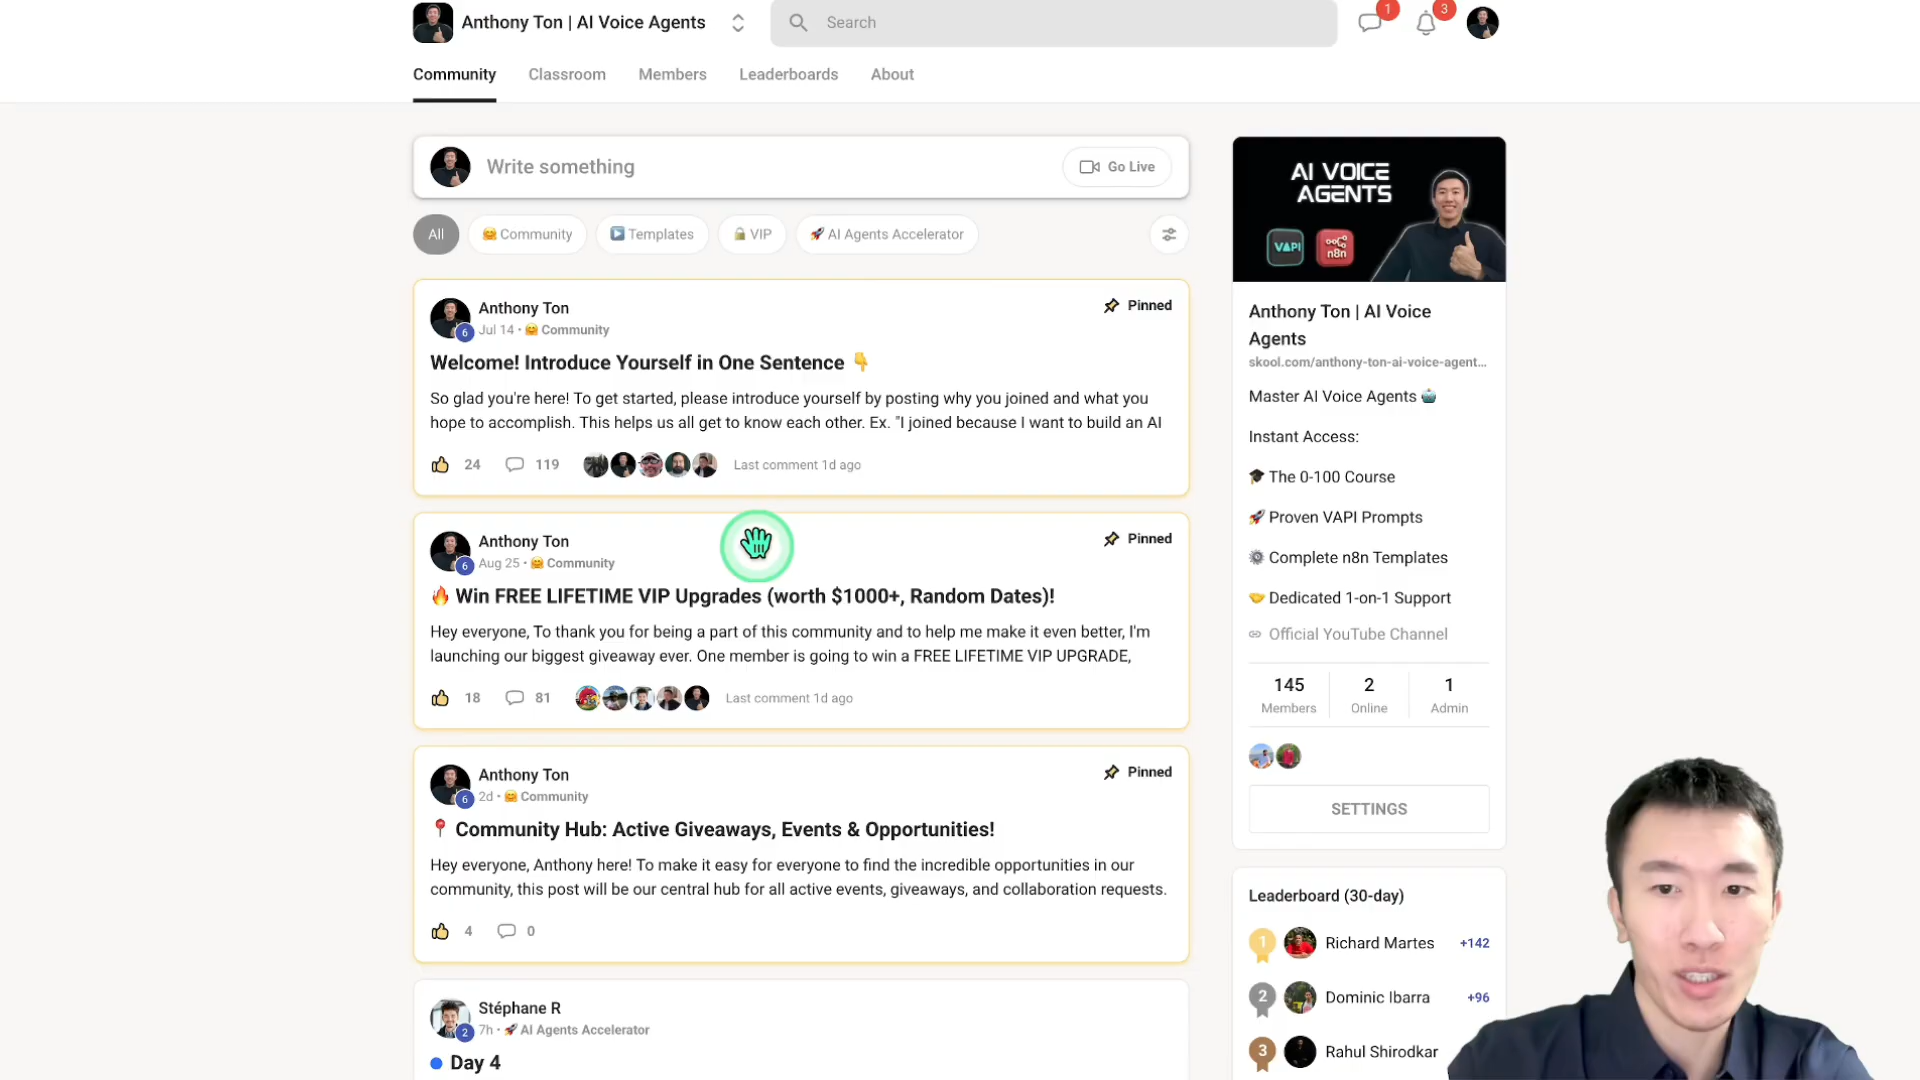 Anthony Ton | AI Voice Agents
Search
1
3
Community
Classroom
Members
Leaderboards
About
Write something
Go Live
All
🤗 Community
▶️ Templates
🔒 VIP
🚀 AI Agents Accelerator
Anthony Ton
Pinned
6
Jul 14 • 🤗 Community
Welcome! Introduce Yourself in One Sentence 👇
So glad you're here! To get started, please introduce yourself by posting why you joined and what you
hope to accomplish. This helps us all get to know each other. Ex. "I joined because I want to build an AI
24
119
Last comment 1d ago
Anthony Ton
Pinned
6
Aug 25 • 🤗 Community
🔥 Win FREE LIFETIME VIP Upgrades (worth $1000+, Random Dates)!
Hey everyone, To thank you for being a part of this community and to help me make it even better, I'm
launching our biggest giveaway ever. One member is going to win a FREE LIFETIME VIP UPGRADE,
18
81
Last comment 1d ago
Anthony Ton
Pinned
6
2d • 🤗 Community
📍 Community Hub: Active Giveaways, Events & Opportunities!
Hey everyone, Anthony here! To make it easy for everyone to find the incredible opportunities in our
community, this post will be our central hub for all active events, giveaways, and collaboration requests.
4
0
Stéphane R
2
7h • 🚀 AI Agents Accelerator
Day 4
AI VOICE
AGENTS
VAPI
n8n
Anthony Ton | AI Voice
Agents
skool.com/anthony-ton-ai-voice-agent...
Master AI Voice Agents 🤖
Instant Access:
🎓 The 0-100 Course
🚀 Proven VAPI Prompts
⚙️ Complete n8n Templates
🤝 Dedicated 1-on-1 Support
Official YouTube Channel
145
Members
2
Online
1
Admin
SETTINGS
Leaderboard (30-day)
1
Richard Martes
+142
2
Dominic Ibarra
+96
3
Rahul Shirodkar